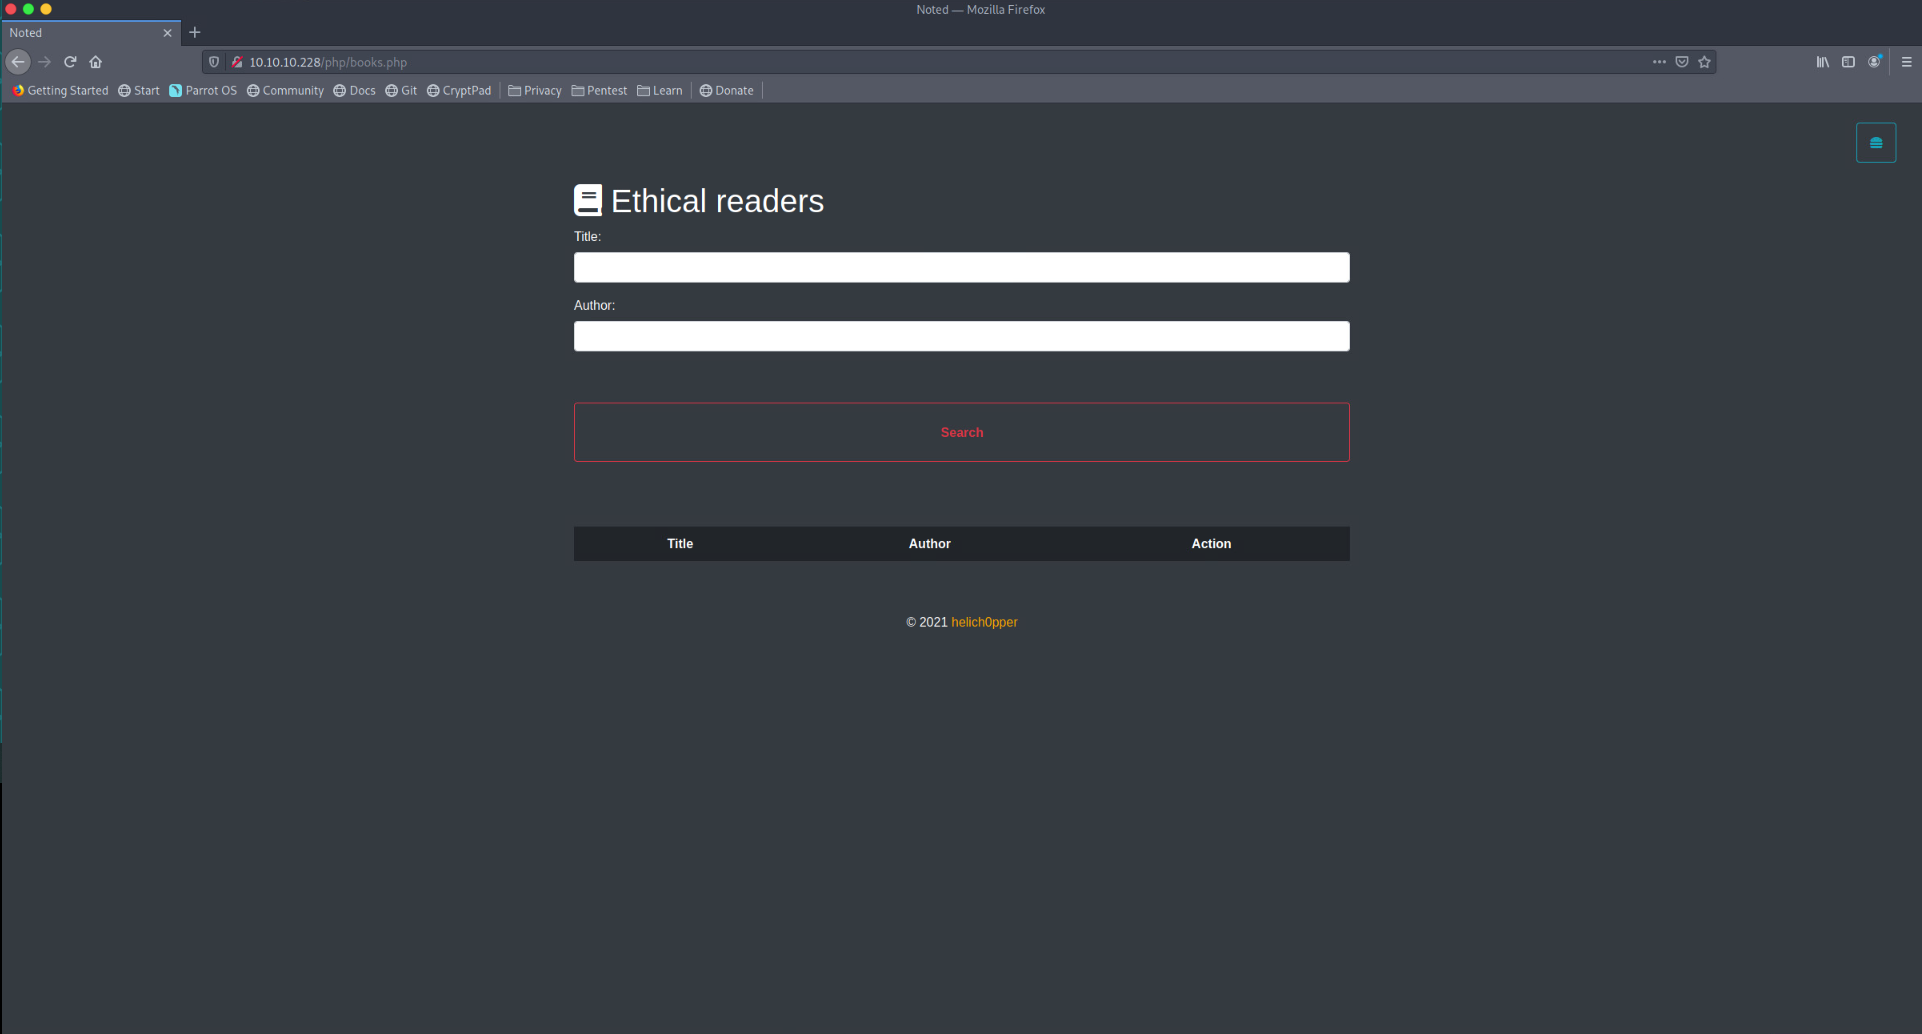 Noted — Mozilla Firefox
Noted
10.10.10.228/php/books.php
Getting Started Start Parrot OS Community Docs Git CryptPad Privacy Pentest Learn Donate
Ethical readers
Title:
Author:
Search
Title Author Action
© 2021 helich0pper